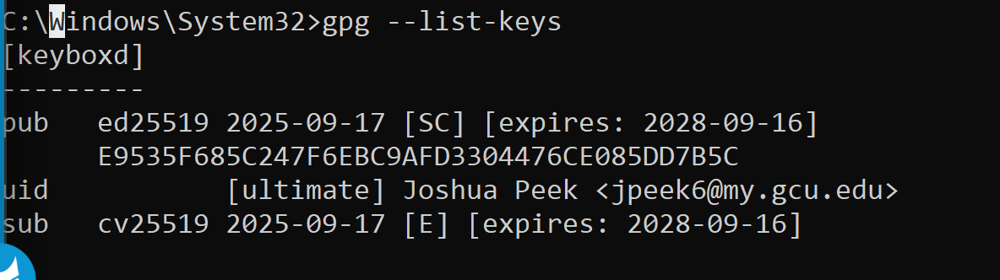 C:\Windows\System32>gpg --list-keys
[keyboxd]
---------
pub   ed25519 2025-09-17 [SC] [expires: 2028-09-16]
      E9535F685C247F6EBC9AFD3304476CE085DD7B5C
uid           [ultimate] Joshua Peek <jpeek6@my.gcu.edu>
sub   cv25519 2025-09-17 [E] [expires: 2028-09-16]